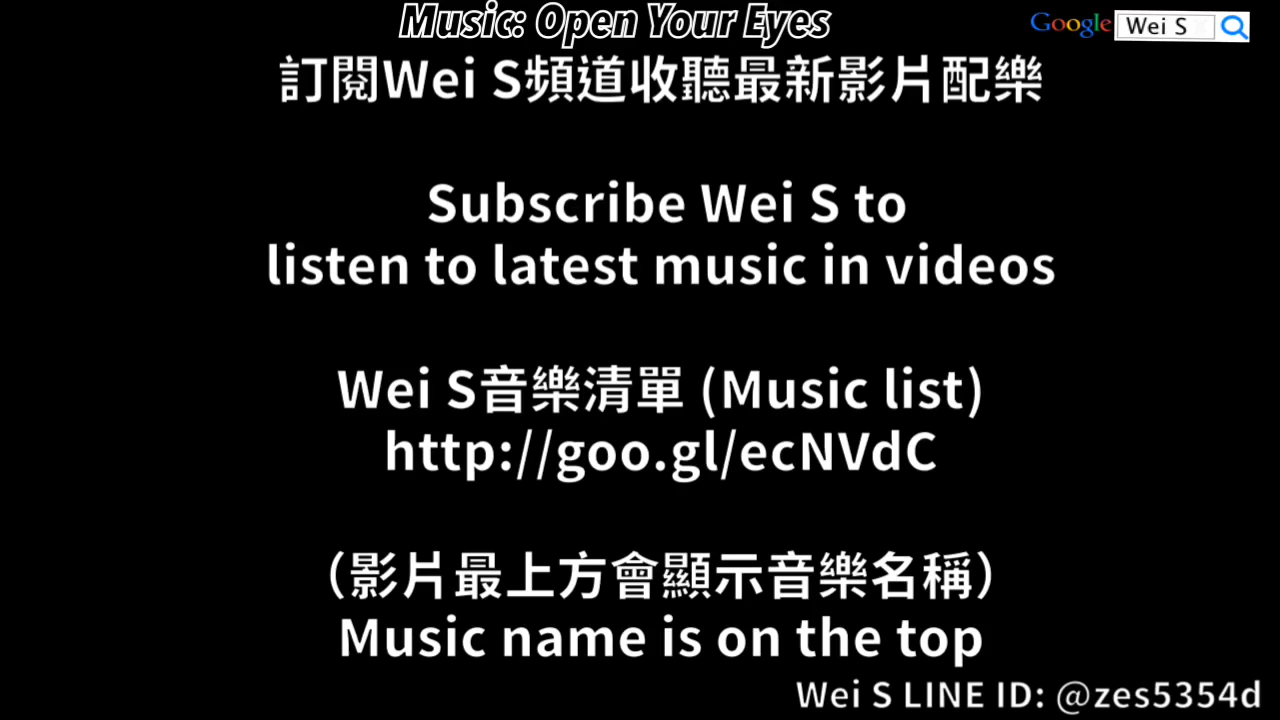 Music: Open Your Eyes
Google Wei S
訂閱Wei S頻道收聽最新影片配樂
Subscribe Wei S to
listen to latest music in videos
Wei S音樂清單 (Music list)
http://goo.gl/ecNVdC
（影片最上方會顯示音樂名稱）
Music name is on the top
Wei S LINE ID: @zes5354d